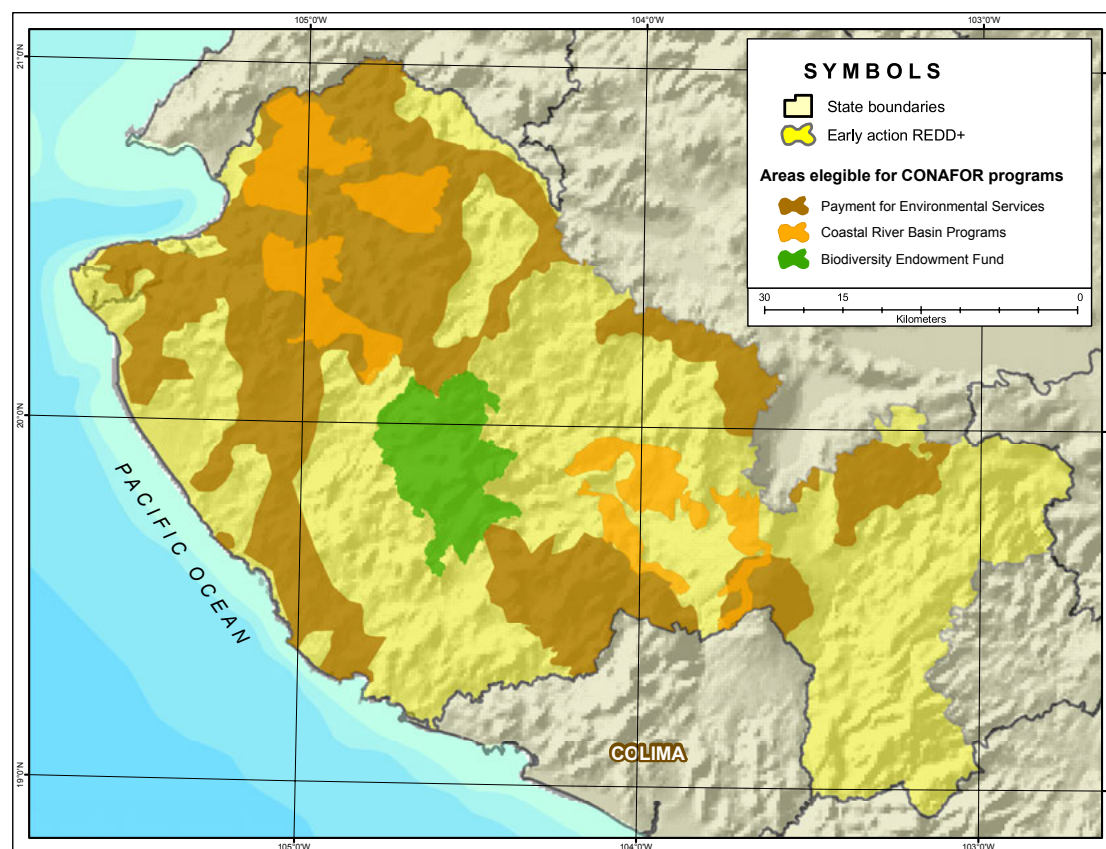 105°0'W 104°0'W 103°0'W
21°0'N
SYMBOLS
State boundaries
Early action REDD+
Areas elegible for CONAFOR programs
Payment for Environmental Services
Coastal River Basin Programs
Biodiversity Endowment Fund
30 15 0
Kilometers
20°0'N
PACIFIC OCEAN
COLIMA
19°0'N
105°0'W 104°0'W 103°0'W